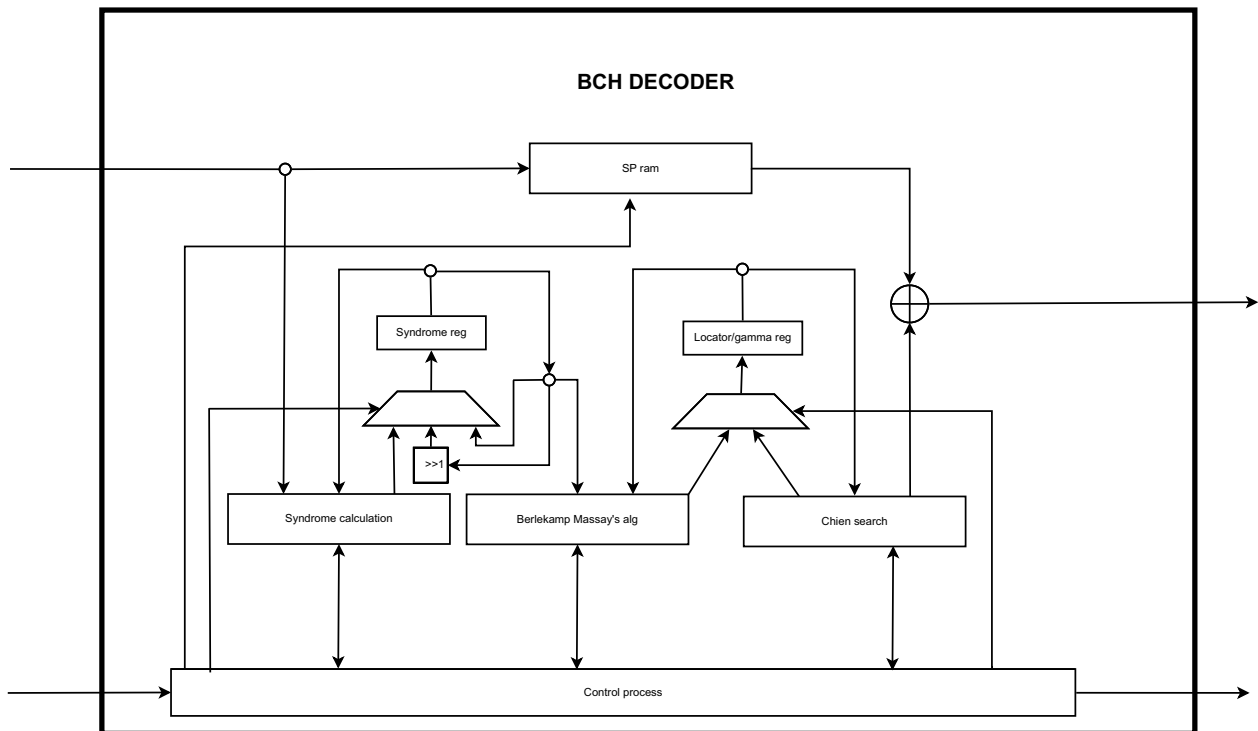 BCH DECODER
SP ram
Syndrome reg
Locator/gamma reg
>>1
Syndrome calculation
Berlekamp Massay's alg
Chien search
Control process